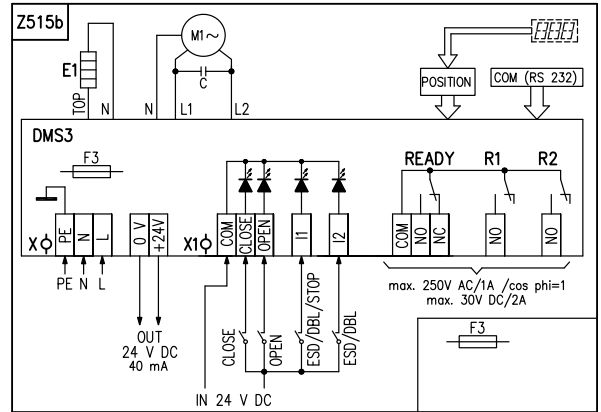 Z515b
M1~
C
E1
TOP
N
N
L1
L2
POSITION
COM (RS 232)
DMS3
F3
READY
R1
R2
X
PE
N
L
0 V
+24V
X1
COM
CLOSE
OPEN
I1
I2
COM
NO
NC
NO
NO
PE N L
OUT
24 V DC
40 mA
CLOSE
OPEN
ESD/DBL/STOP
ESD/DBL
IN 24 V DC
max. 250V AC/1A /cos phi=1
max. 30V DC/2A
F3